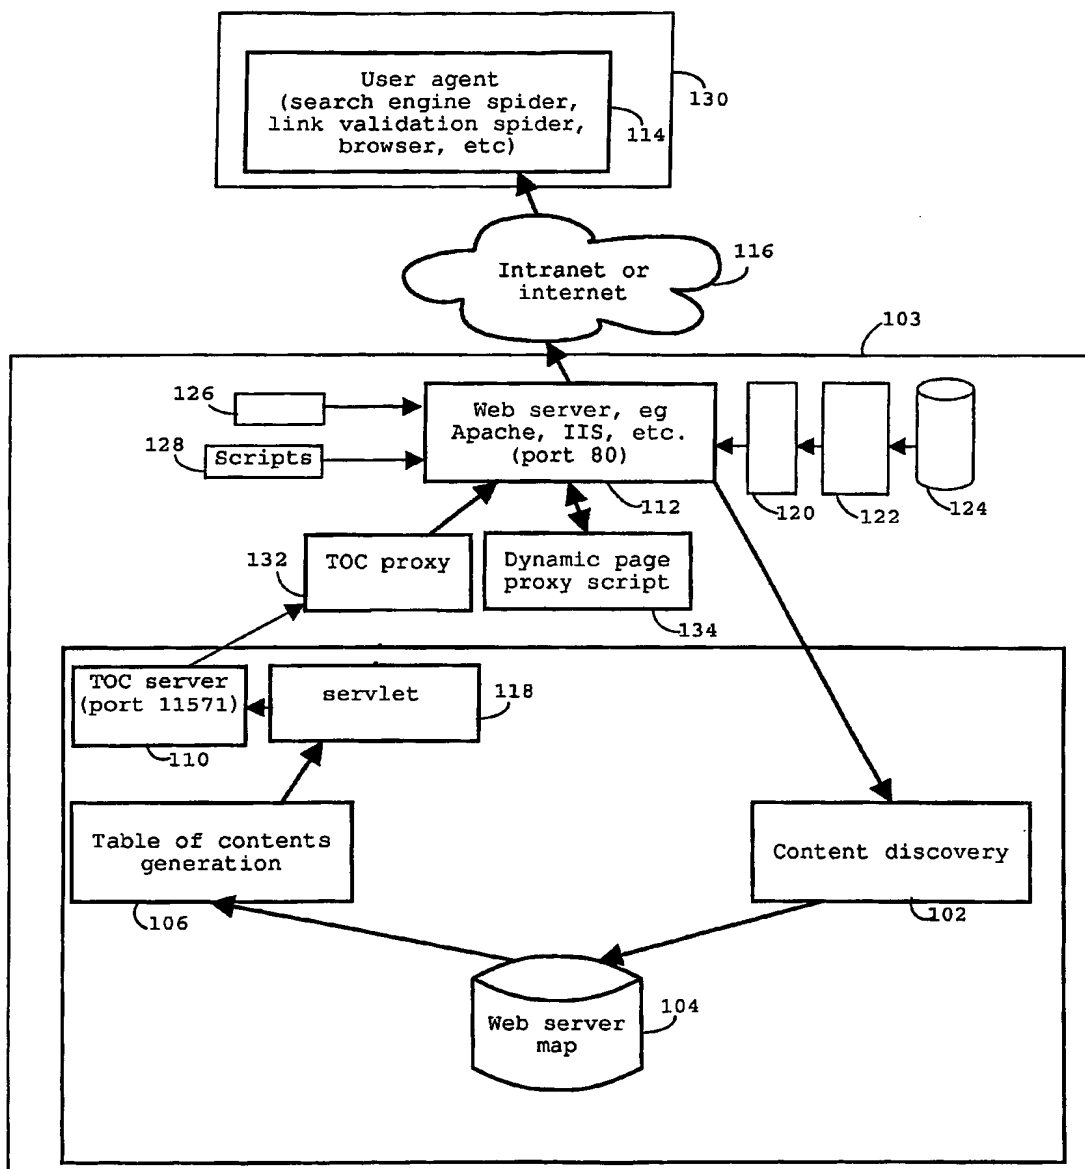 User agent
(search engine spider,
link validation spider,
browser, etc)
130
114
Intranet or
internet
116
103
126
128
Scripts
Web server, eg
Apache, IIS, etc.
(port 80)
112
120
122
124
132
TOC proxy
Dynamic page
proxy script
134
TOC server
(port 11571)
110
servlet
118
Table of contents
generation
106
Content discovery
102
Web server
map
104